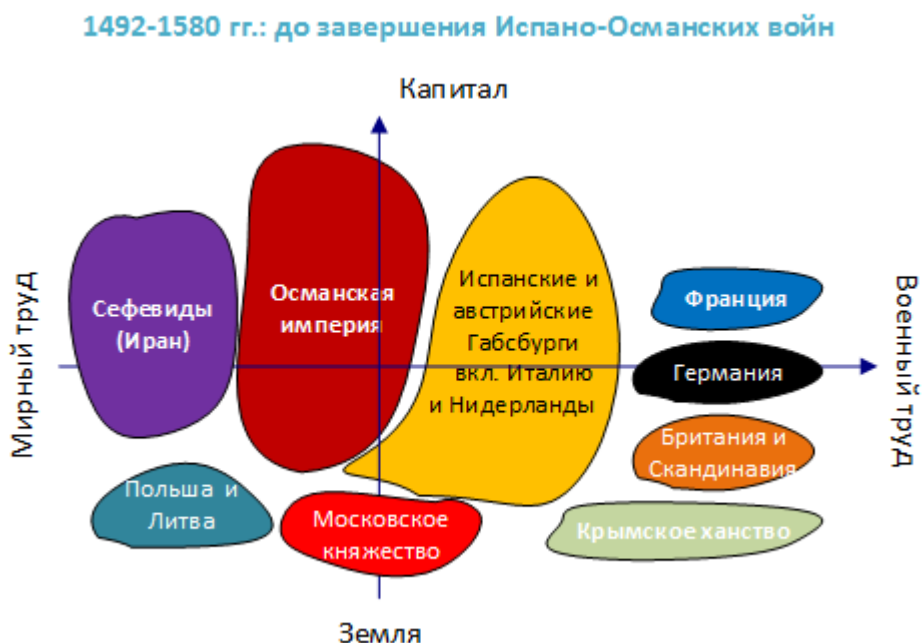 1492-1580 гг.: до завершения Испано-Османских войн
Капитал
Мирный труд
Сефевиды
(Иран)
Османская
империя
Испанские и
австрийские
Габсбурги
вкл. Италию
и Нидерланды
Франция
Германия
Британия и
Скандинавия
Крымское ханство
Военный труд
Польша и
Литва
Московское
княжество
Земля